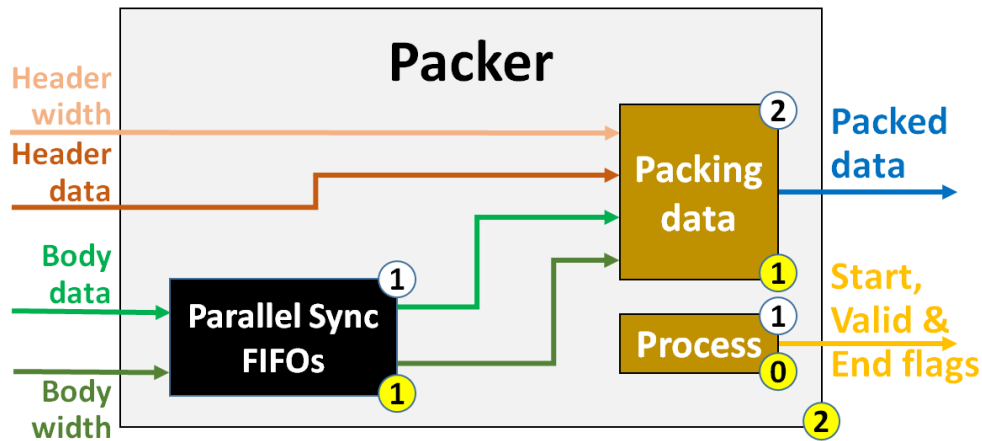 Packer
Header
width
Header
data
Body
data
Body
width
Parallel Sync
FIFOs
1
1
Packing
data
2
1
Process
1
0
Packed
data
Start,
Valid &
End flags
2